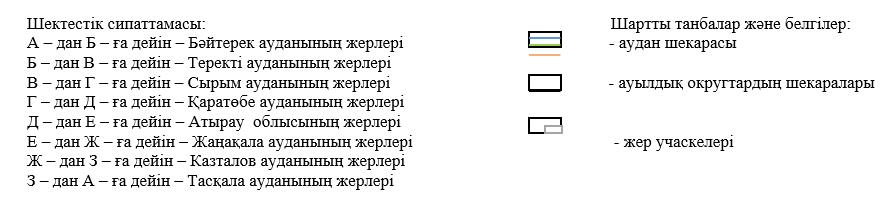 Шектестік сипаттамасы:
А – дан Б – ға дейін – Бәйтерек ауданының жерлері
Б – дан В – ға дейін – Теректі ауданының жерлері
В – дан Г – ға дейін – Сырым ауданының жерлері
Г – дан Д – ға дейін – Қаратөбе ауданының жерлері
Д – дан Е – ға дейін – Атырау облысының жерлері
Е – дан Ж – ға дейін – Жаңақала ауданының жерлері
Ж – дан З – ға дейін – Казталов ауданының жерлері
З – дан А – ға дейін – Тасқала ауданының жерлері
Шартты танбалар және белгілер:
- аудан шекарасы
- ауылдық округтардың шекаралары
- жер учаскелері